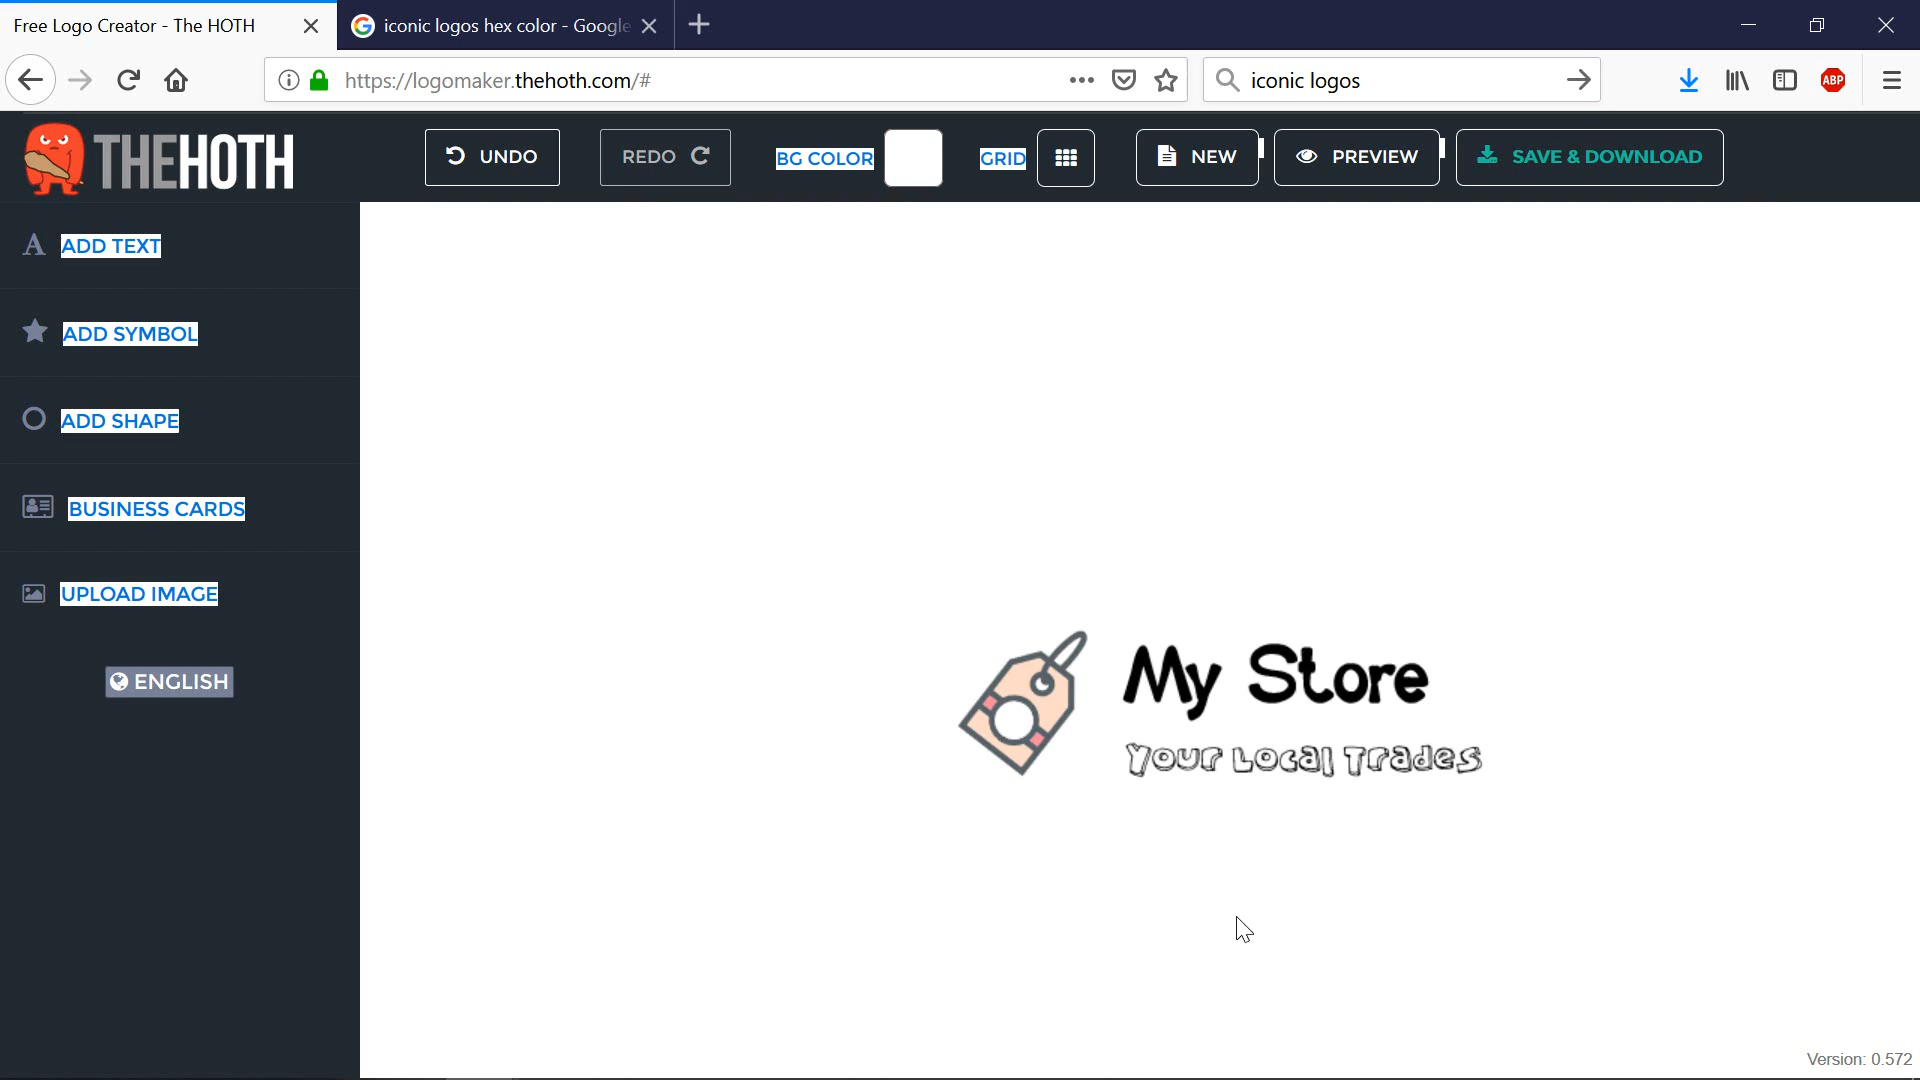 Free Logo Creator - The HOTH
iconic logos hex color - Google
https://logomaker.thehoth.com/#
iconic logos
ABP
THEHOTH
UNDO
REDO
BG COLOR
GRID
NEW
PREVIEW
SAVE & DOWNLOAD
A ADD TEXT
ADD SYMBOL
ADD SHAPE
BUSINESS CARDS
UPLOAD IMAGE
ENGLISH
My Store
Your Local Trades
Version: 0.572